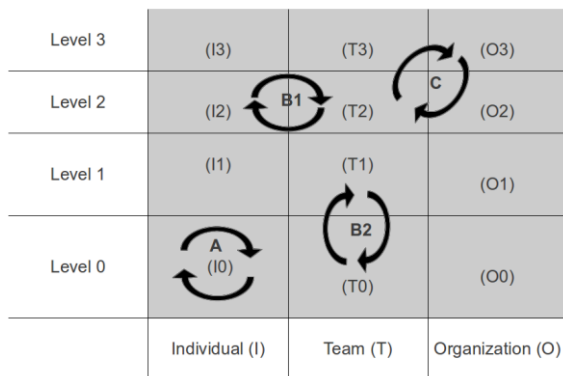 Level 3 (I3) (T3) (O3)
C
Level 2 (I2) B1 (T2) (O2)
Level 1 (I1) (T1) (O1)
A B2
Level 0 (I0) (T0) (O0)
Individual (I) Team (T) Organization (O)